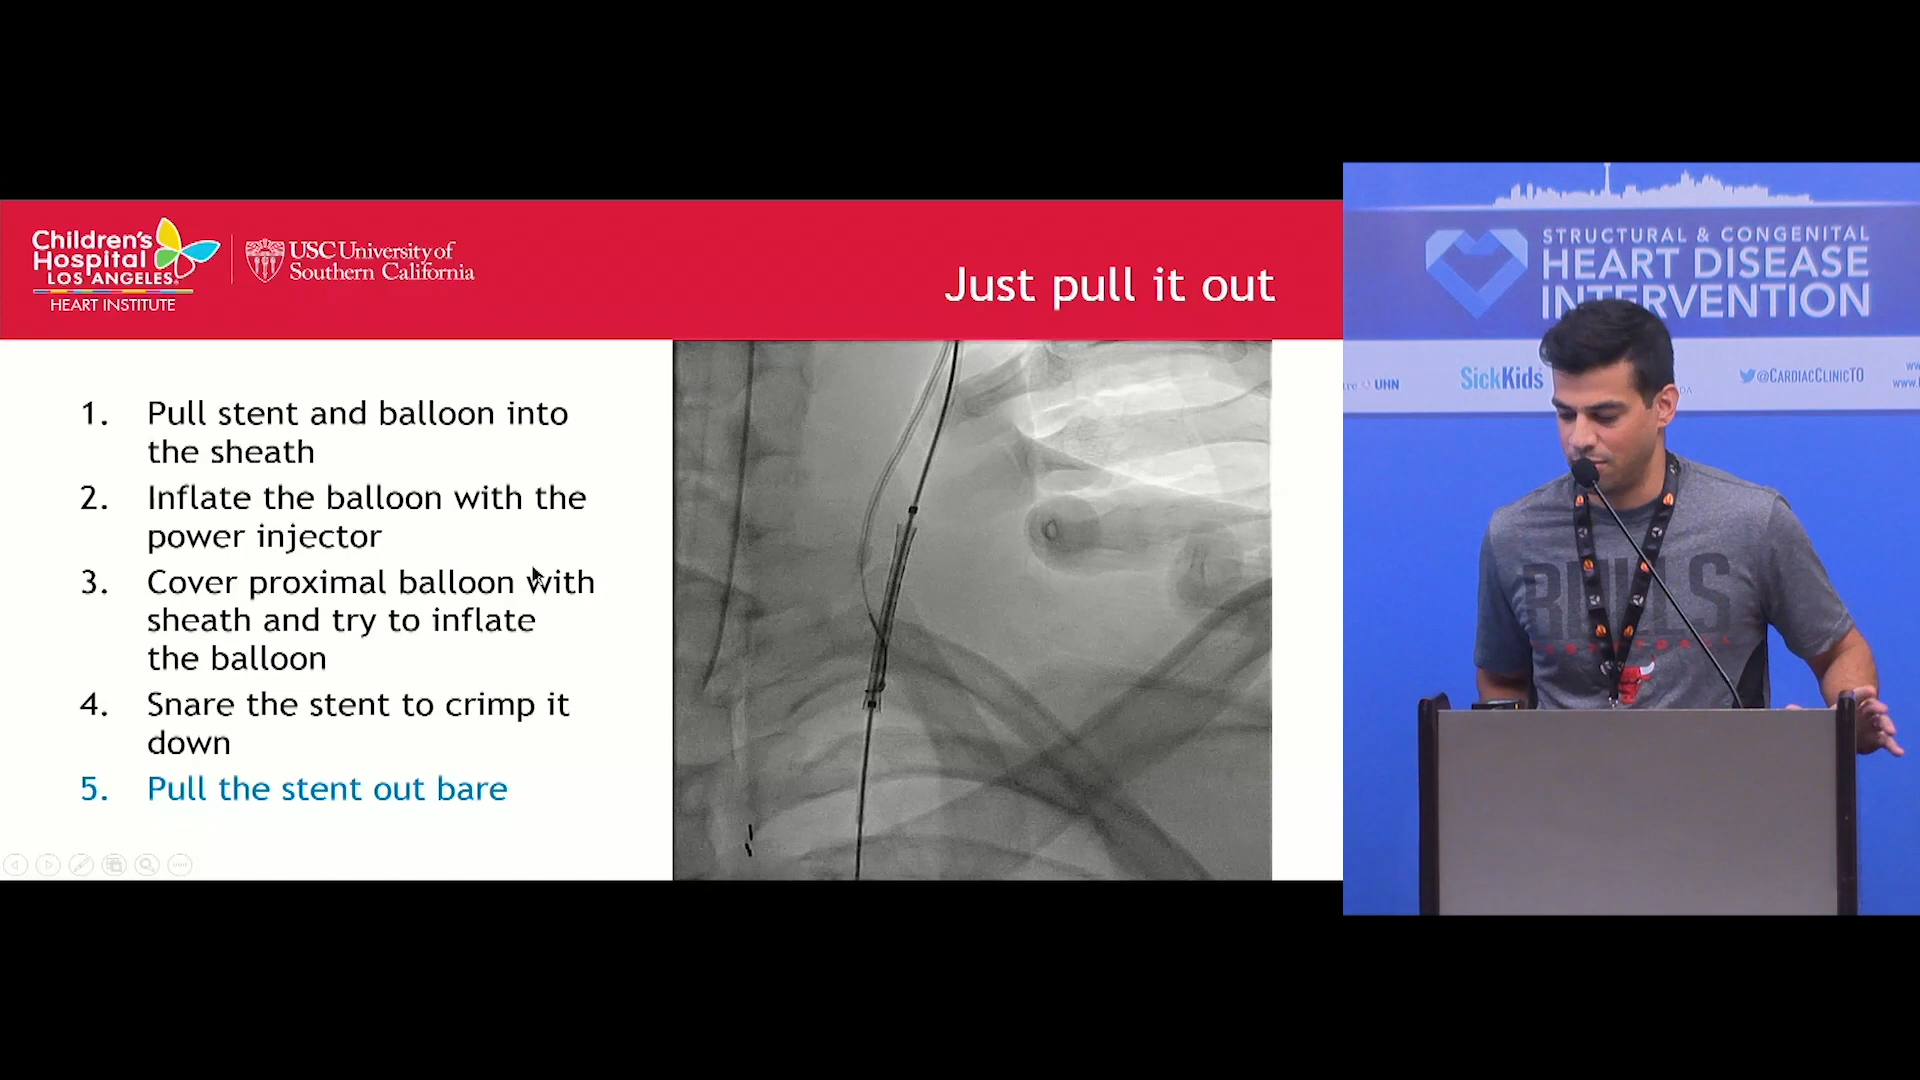 Children's
Hospital
LOS ANGELES
HEART INSTITUTE
USC University of
Southern California
Just pull it out
1. Pull stent and balloon into
the sheath
2. Inflate the balloon with the
power injector
3. Cover proximal balloon with
sheath and try to inflate
the balloon
4. Snare the stent to crimp it
down
5. Pull the stent out bare
STRUCTURAL & CONGENITAL
HEART DISEASE
INTERVENTION
UHN
SickKids
@CARDIACCLINICTO
BULLS